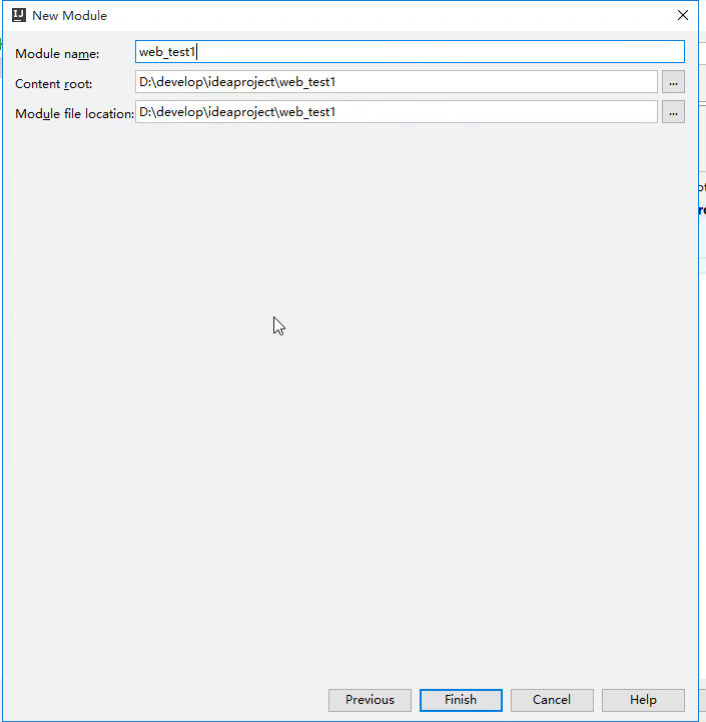 New Module
Module name: web_test1
Content root: D:\develop\ideaproject\web_test1 ...
Module file location: D:\develop\ideaproject\web_test1 ...
Previous Finish Cancel Help